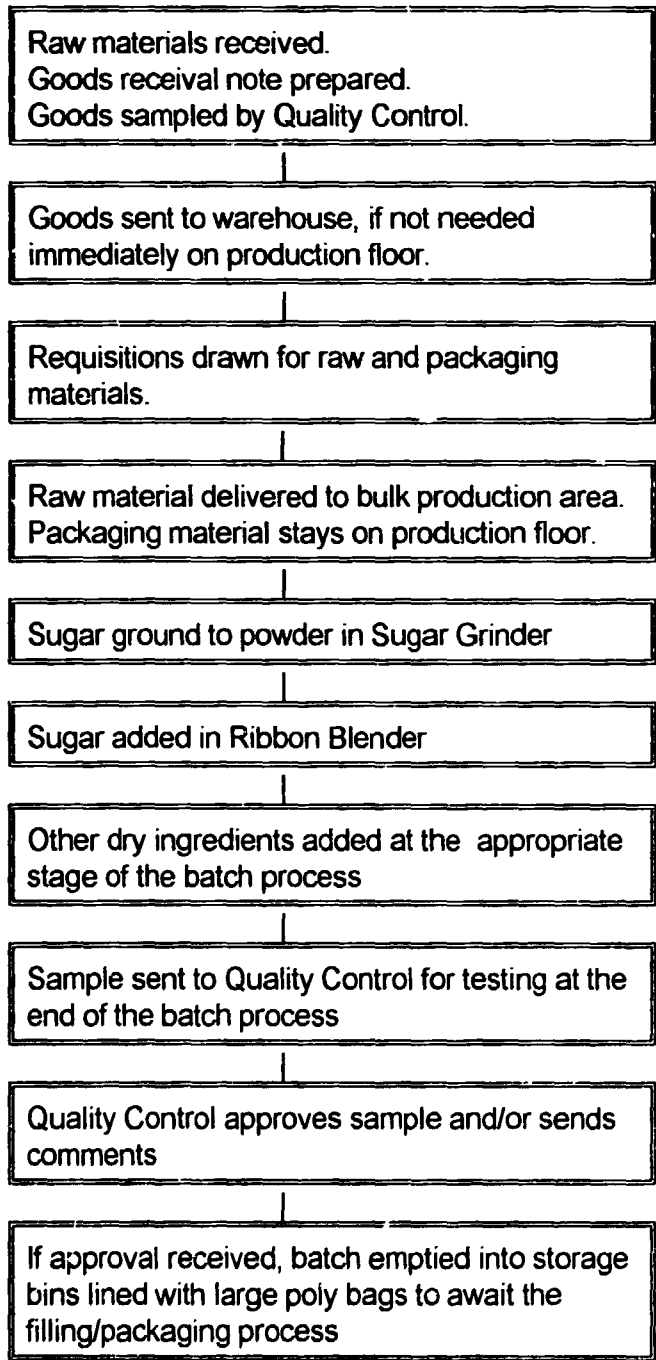 Raw materials received.
Goods receival note prepared.
Goods sampled by Quality Control.
Goods sent to warehouse, if not needed
immediately on production floor.
Requisitions drawn for raw and packaging
materials.
Raw material delivered to bulk production area.
Packaging material stays on production floor.
Sugar ground to powder in Sugar Grinder
Sugar added in Ribbon Blender
Other dry ingredients added at the appropriate
stage of the batch process
Sample sent to Quality Control for testing at the
end of the batch process
Quality Control approves sample and/or sends
comments
If approval received, batch emptied into storage
bins lined with large poly bags to await the
filling/packaging process